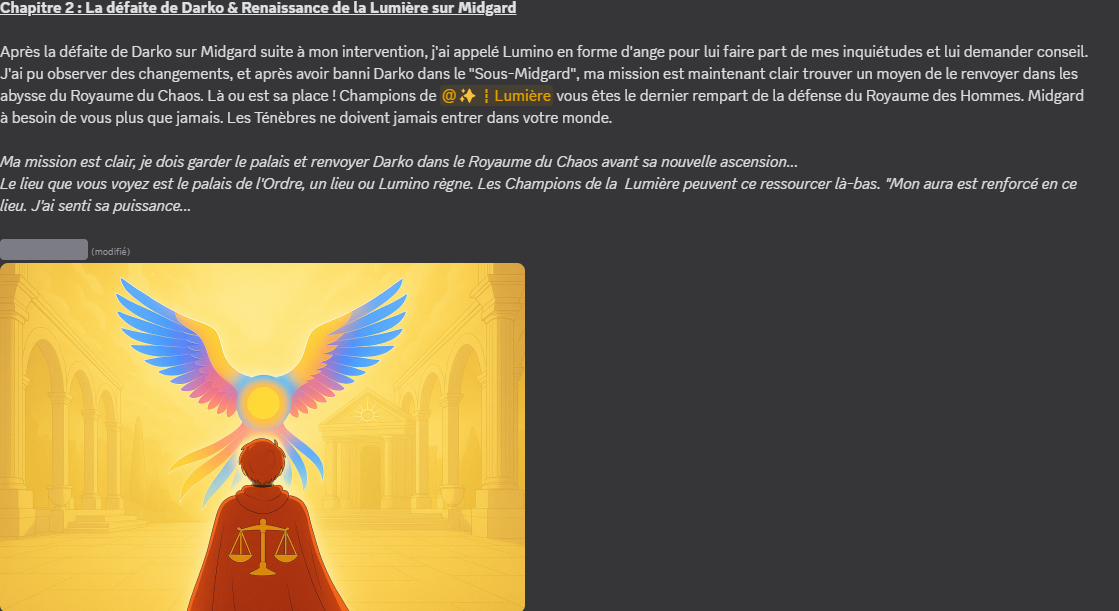 Chapitre 2 : La défaite de Darko & Renaissance de la Lumière sur Midgard
Après la défaite de Darko sur Midgard suite à mon intervention, j'ai appelé Lumino en forme d'ange pour lui faire part de mes inquiétudes et lui demander conseil.
J'ai pu observer des changements, et après avoir banni Darko dans le "Sous-Midgard", ma mission est maintenant clair trouver un moyen de le renvoyer dans les
abysse du Royaume du Chaos. Là ou est sa place ! Champions de @✨ ¦ Lumière vous êtes le dernier rempart de la défense du Royaume des Hommes. Midgard
à besoin de vous plus que jamais. Les Ténèbres ne doivent jamais entrer dans votre monde.
Ma mission est clair, je dois garder le palais et renvoyer Darko dans le Royaume du Chaos avant sa nouvelle ascension...
Le lieu que vous voyez est le palais de l'Ordre, un lieu ou Lumino règne. Les Champions de la Lumière peuvent ce ressourcer là-bas. "Mon aura est renforcé en ce
lieu. J'ai senti sa puissance...
(modifié)